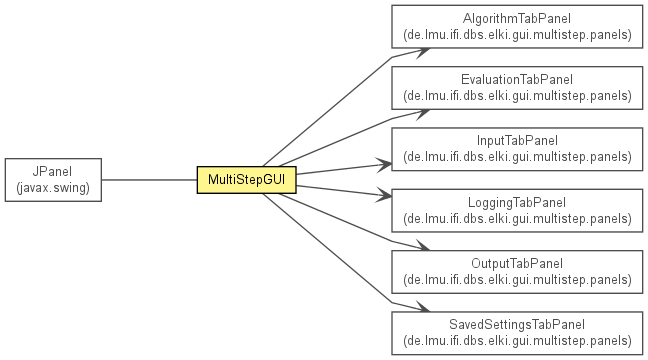 AlgorithmTabPanel
(de.lmu.ifi.dbs.elki.gui.multistep.panels)
EvaluationTabPanel
(de.lmu.ifi.dbs.elki.gui.multistep.panels)
InputTabPanel
(de.lmu.ifi.dbs.elki.gui.multistep.panels)
JPanel
(javax.swing)
MultiStepGUI
LoggingTabPanel
(de.lmu.ifi.dbs.elki.gui.multistep.panels)
OutputTabPanel
(de.lmu.ifi.dbs.elki.gui.multistep.panels)
SavedSettingsTabPanel
(de.lmu.ifi.dbs.elki.gui.multistep.panels)